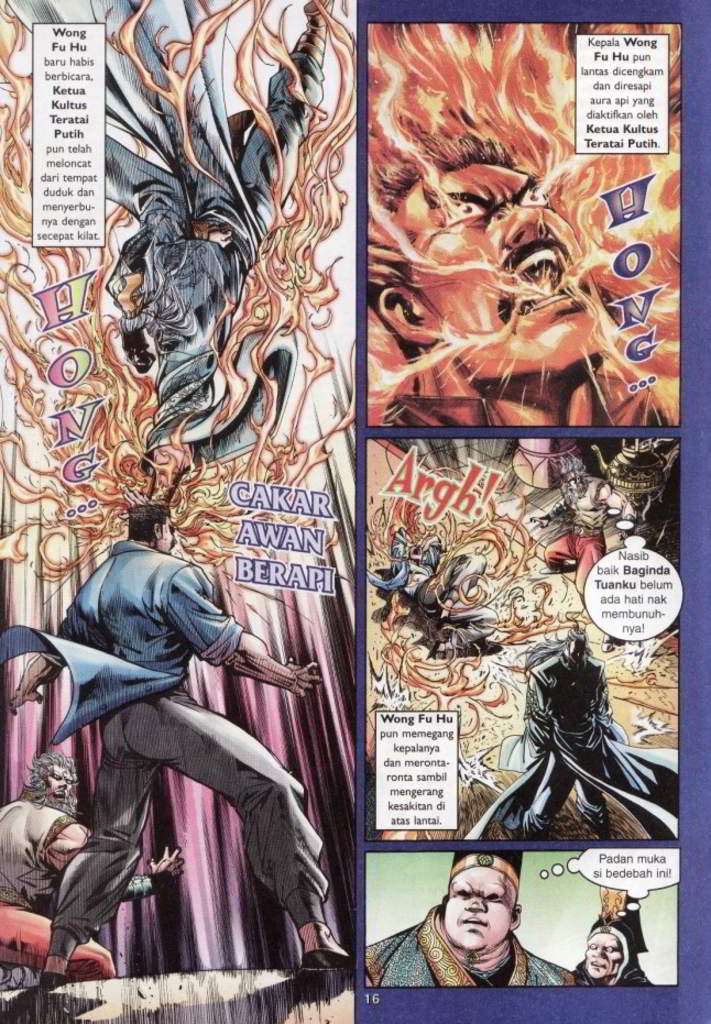 Wong
Fu Hu
baru habis
berbicara,
Ketua
Kultus
Teratai
Putih
pun telah
meloncat
dari tempat
duduk dan
menyerbu-
nya dengan
secepat kilat.
HONG...
CAKAR
AWAN
BERAPI
Kepala Wong
Fu Hu pun
lantas dicengkam
dan diresapi
aura api yang
diaktifkan oleh
Ketua Kultus
Teratai Putih.
HONG...
Argh!
Nasib
baik Baginda
Tuanku belum
ada hati nak
membunuh-
nya!
Wong Fu Hu
pun memegang
kepalanya
dan meronta-
ronta sambil
mengerang
kesakitan di
atas lantai.
Padan muka
si bedebah ini!
16